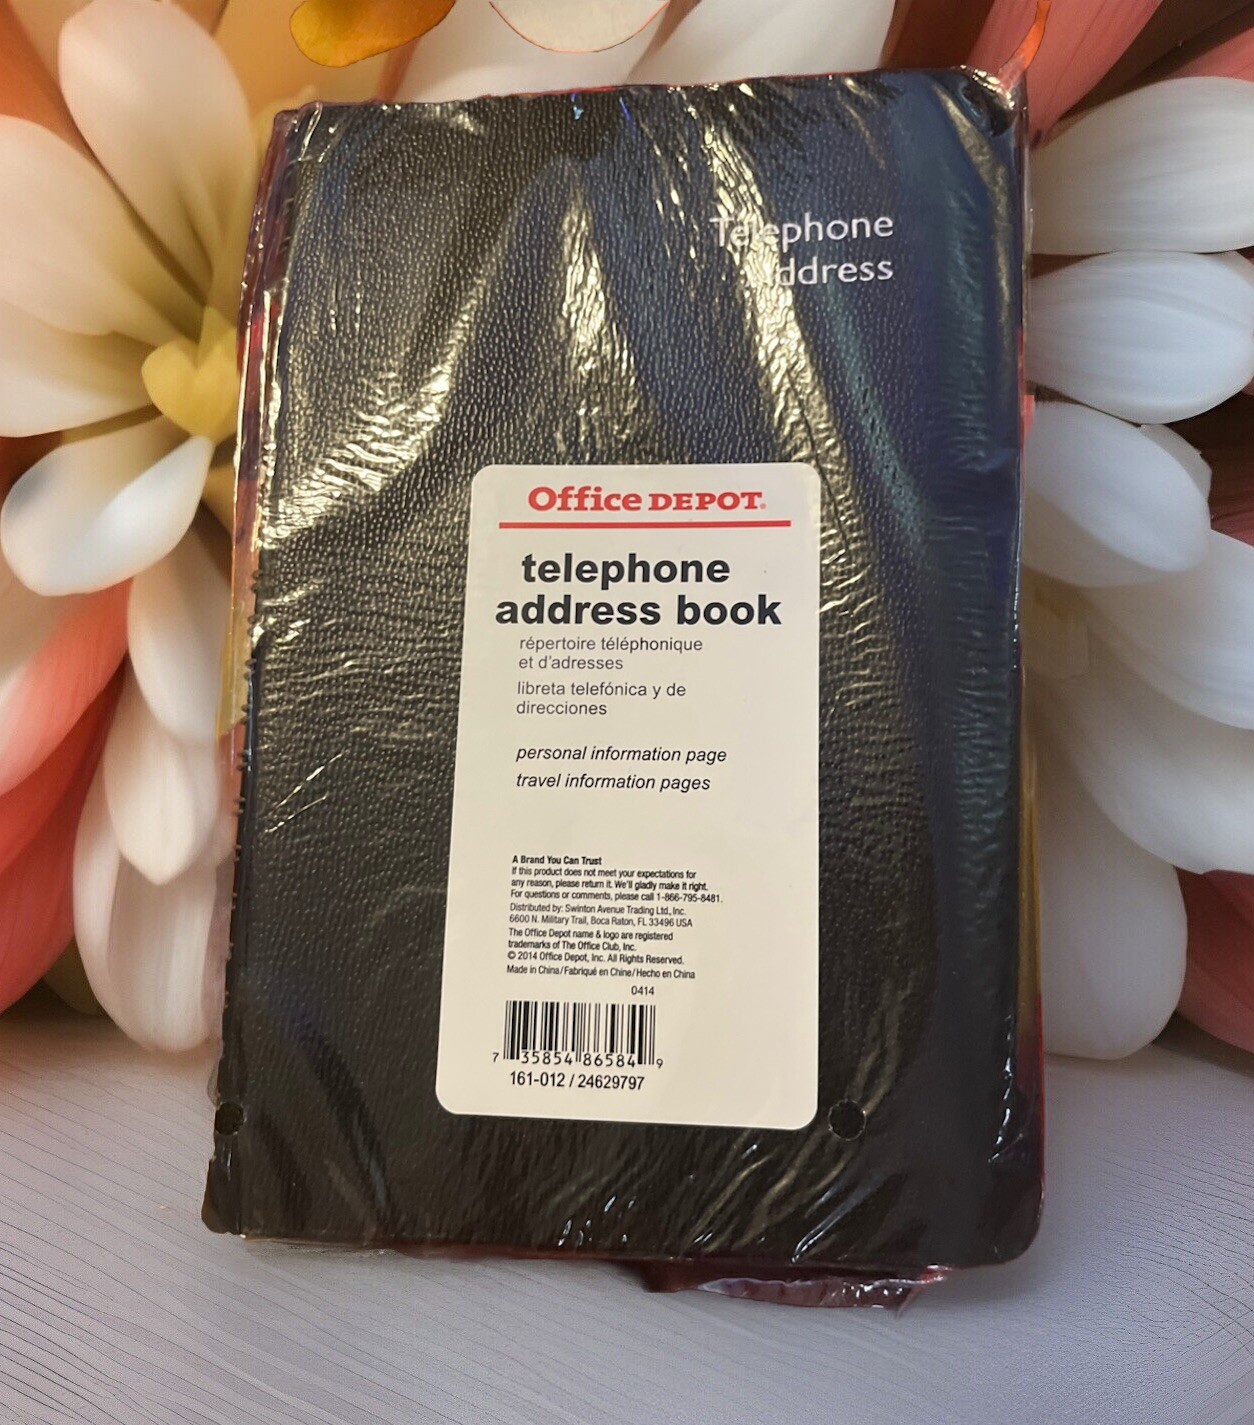 Telephone
Address
Office DEPOT®
telephone
address book
répertoire téléphonique
et d'adresses
libreta telefónica y de
direcciones
personal information page
travel information pages
A Brand You Can Trust
If this product does not meet your expectations for
any reason, please return it. We'll gladly make it right.
For questions or comments, please call 1-866-795-8481.
Distributed by: Swinton Avenue Trading Ltd., Inc.
6600 N. Military Trail, Boca Raton, FL 33496 USA
The Office Depot name & logo are registered
trademarks of The Office Club, Inc.
© 2014 Office Depot, Inc. All Rights Reserved.
Made in China/Fabriqué en Chine/Hecho en China
0414
7 35854 86584 9
161-012 / 24629797